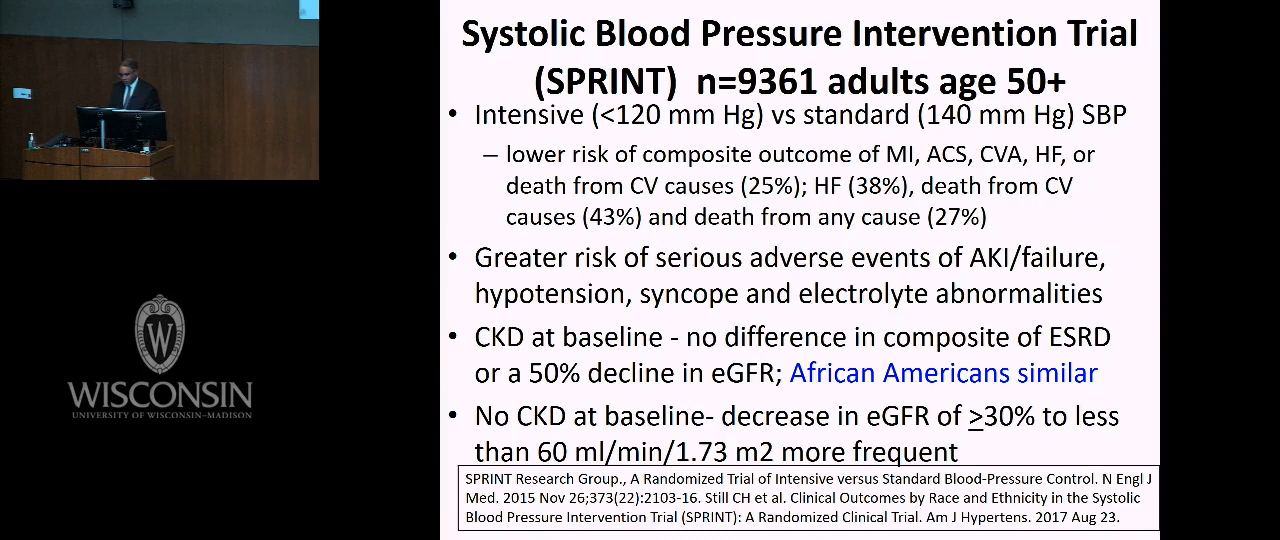 Systolic Blood Pressure Intervention Trial
(SPRINT) n=9361 adults age 50+
• Intensive (<120 mm Hg) vs standard (140 mm Hg) SBP
– lower risk of composite outcome of MI, ACS, CVA, HF, or
death from CV causes (25%); HF (38%), death from CV
causes (43%) and death from any cause (27%)
• Greater risk of serious adverse events of AKI/failure,
hypotension, syncope and electrolyte abnormalities
• CKD at baseline - no difference in composite of ESRD
or a 50% decline in eGFR; African Americans similar
• No CKD at baseline- decrease in eGFR of >30% to less
than 60 ml/min/1.73 m2 more frequent
SPRINT Research Group., A Randomized Trial of Intensive versus Standard Blood-Pressure Control. N Engl J
Med. 2015 Nov 26;373(22):2103-16. Still CH et al. Clinical Outcomes by Race and Ethnicity in the Systolic
Blood Pressure Intervention Trial (SPRINT): A Randomized Clinical Trial. Am J Hypertens. 2017 Aug 23.
W
WISCONSIN
UNIVERSITY OF WISCONSIN–MADISON